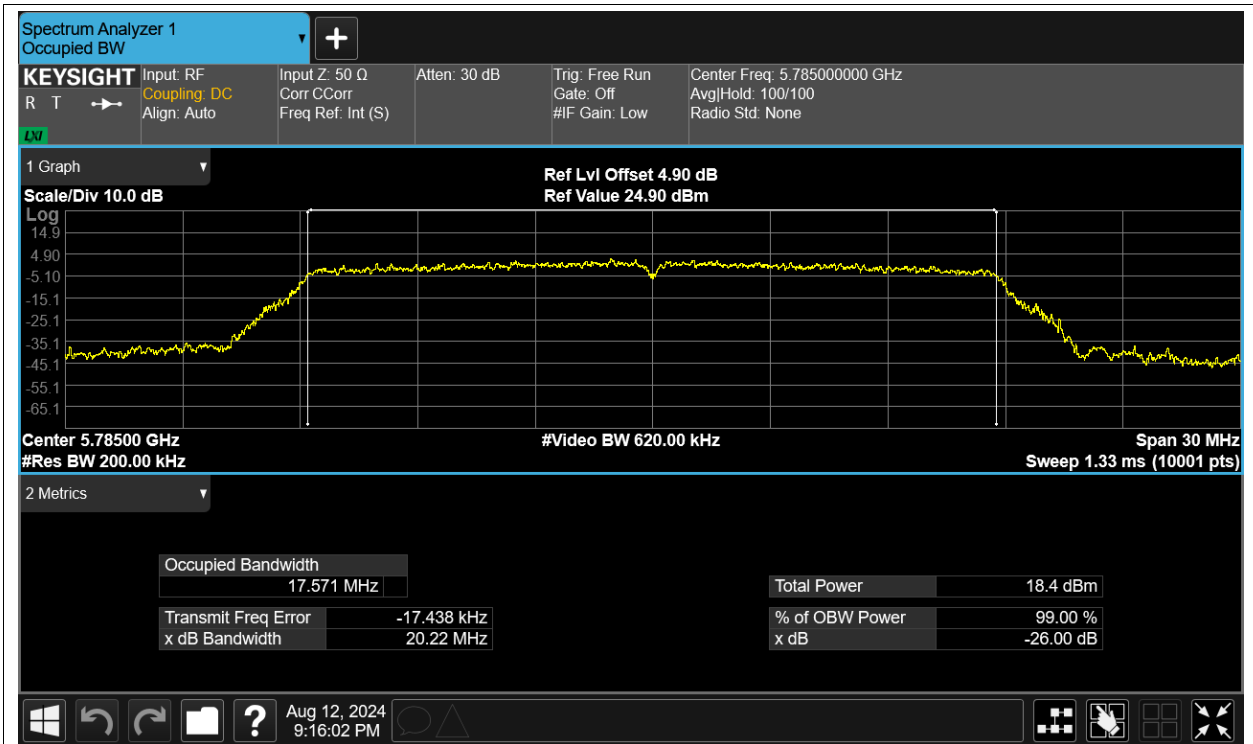 Spectrum Analyzer 1
Occupied BW
KEYSIGHT
R T
LXI
Input: RF
Coupling: DC
Align: Auto
Input Z: 50 Ω
Corr CCorr
Freq Ref: Int (S)
Atten: 30 dB
Trig: Free Run
Gate: Off
#IF Gain: Low
Center Freq: 5.785000000 GHz
Avg|Hold: 100/100
Radio Std: None
1 Graph
Scale/Div 10.0 dB
Ref Lvl Offset 4.90 dB
Ref Value 24.90 dBm
Log
14.9
4.90
-5.10
-15.1
-25.1
-35.1
-45.1
-55.1
-65.1
Center 5.78500 GHz
#Video BW 620.00 kHz
Span 30 MHz
#Res BW 200.00 kHz
Sweep 1.33 ms (10001 pts)
2 Metrics
Occupied Bandwidth
17.571 MHz
Total Power 18.4 dBm
Transmit Freq Error -17.438 kHz
% of OBW Power 99.00 %
x dB Bandwidth 20.22 MHz
x dB -26.00 dB
?
Aug 12, 2024
9:16:02 PM